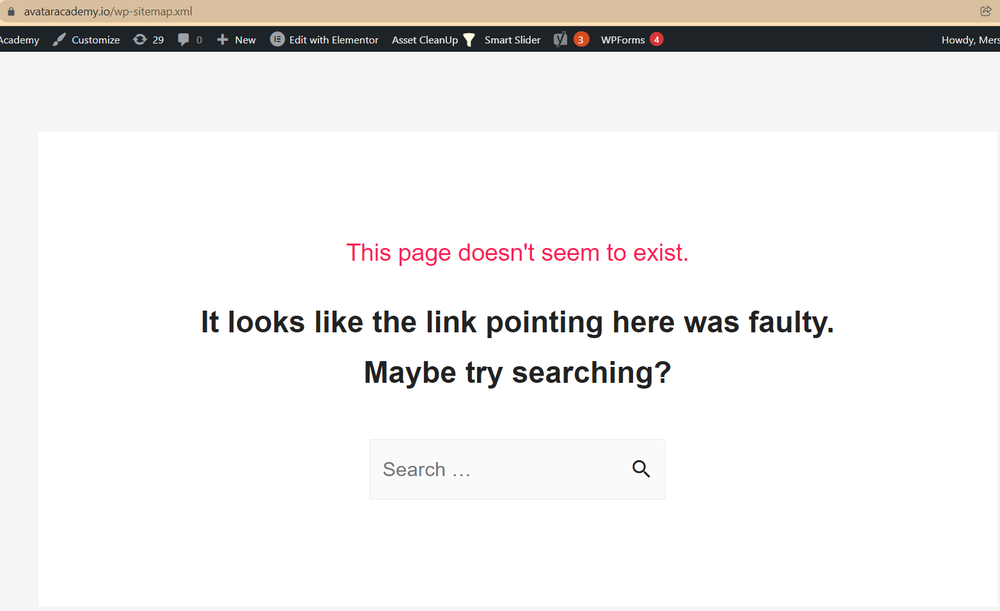 avataracademy.io/wp-sitemap.xml
Academy Customize 29 0 New Edit with Elementor Asset CleanUp Smart Slider 3 WPForms 4 Howdy, Mers
This page doesn't seem to exist.
It looks like the link pointing here was faulty.
Maybe try searching?
Search …